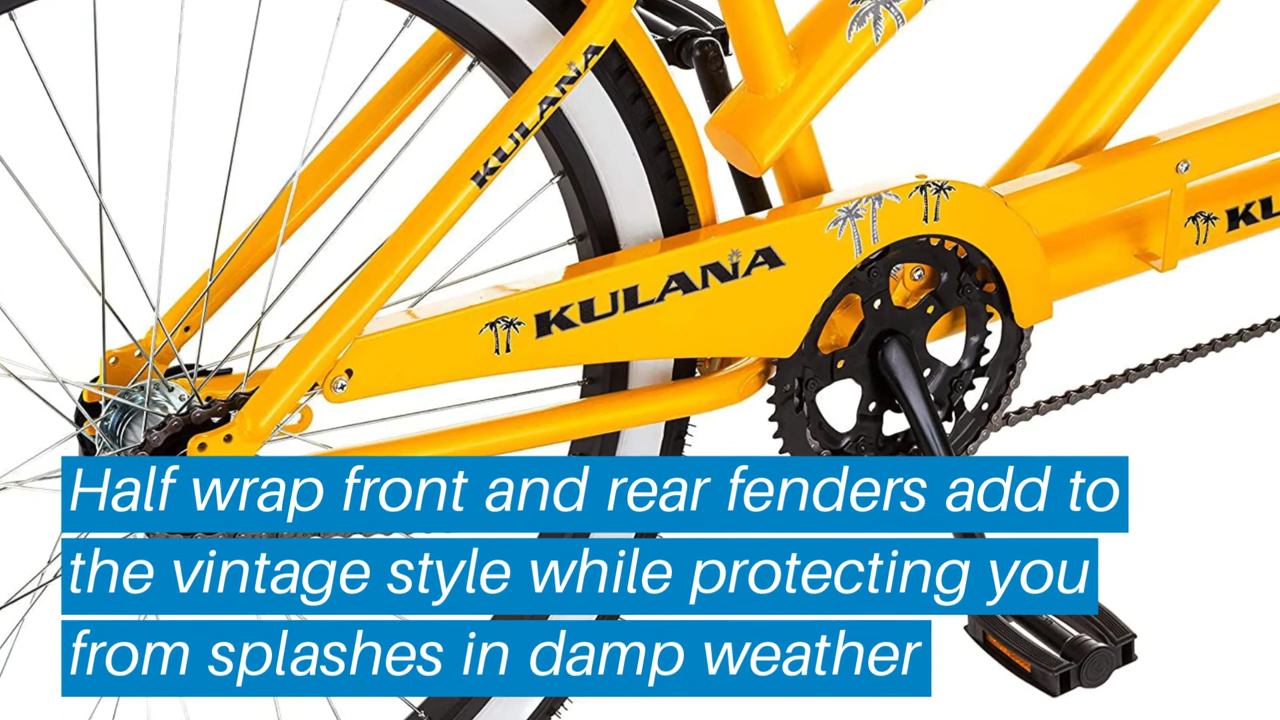 KULANA
KULANA
KU
Half wrap front and rear fenders add to
the vintage style while protecting you
from splashes in damp weather